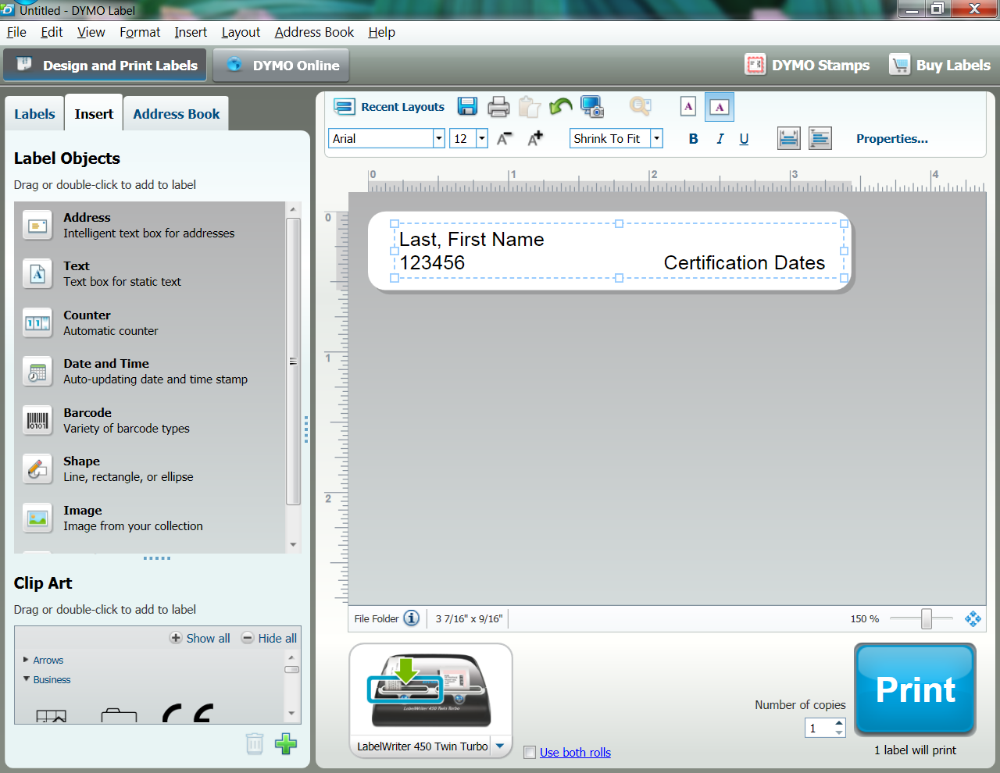 Untitled - DYMO Label
File Edit View Format Insert Layout Address Book Help
Design and Print Labels DYMO Online DYMO Stamps Buy Labels
Labels Insert Address Book
Label Objects
Drag or double-click to add to label
Address
Intelligent text box for addresses
Text
Text box for static text
Counter
Automatic counter
Date and Time
Auto-updating date and time stamp
Barcode
Variety of barcode types
Shape
Line, rectangle, or ellipse
Image
Image from your collection
Clip Art
Drag or double-click to add to label
Show all Hide all
Arrows
Business
Recent Layouts
Arial 12 Shrink To Fit B I U Properties...
0 1 2 3 4
0
1
2
Last, First Name
123456 Certification Dates
File Folder 3 7/16" x 9/16" 150 %
LabelWriter 450 Twin Turbo
LabelWriter 450 Twin Turbo
Use both rolls
Number of copies
1
Print
1 label will print